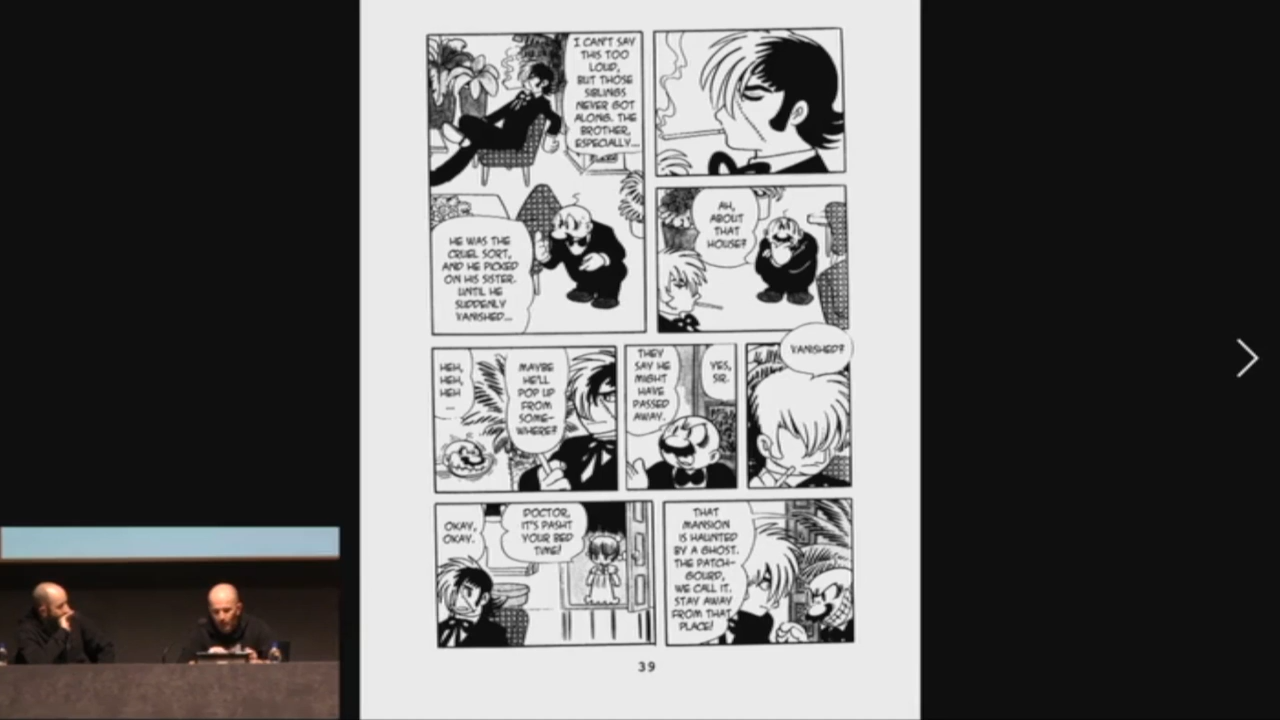 AH,
ABOUT
THAT
HOUSE?
I CAN'T SAY
THIS TOO
LOUD,
BUT THOSE
SIBLINGS
NEVER GOT
ALONG. THE
BROTHER,
ESPECIALLY...
HE WAS THE
CRUEL SORT,
AND HE PICKED
ON HIS SISTER.
UNTIL HE
SUDDENLY
VANISHED...
VANISHED?
YES,
SIR.
THEY
SAY HE
MIGHT
HAVE
PASSED
AWAY.
MAYBE
HE'LL
POP UP
FROM
SOME-
WHERE?
HEH,
HEH,
HEH
...
THAT
MANSION
IS HAUNTED
BY A GHOST.
THE PATCH-
GOURD,
WE CALL IT.
STAY AWAY
FROM THAT
PLACE!
DOCTOR,
IT'S PASHT
YOUR BED
TIME!
OKAY,
OKAY.
39